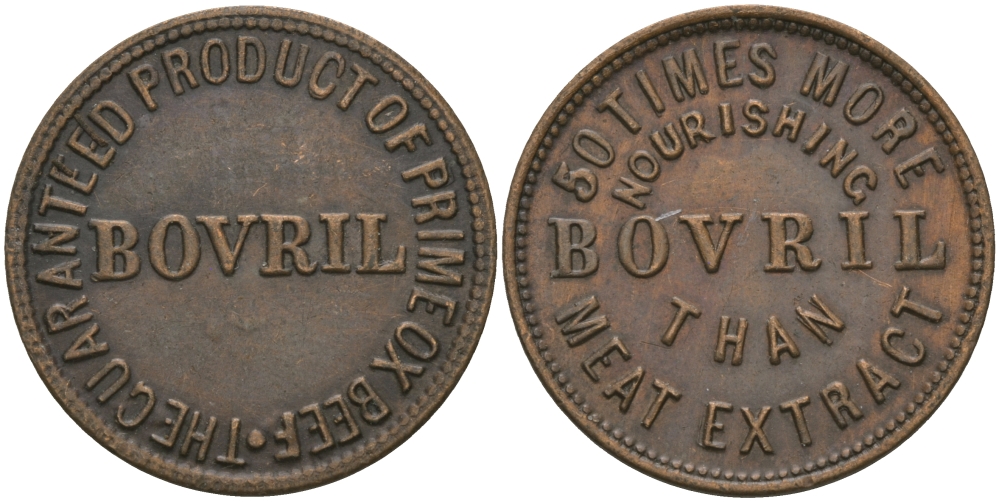 THE GUARANTEED PRODUCT OF PRIME OX BEEF •
BOVRIL
50 TIMES MORE
NOURISHING
BOVRIL
THAN
MEAT EXTRACT